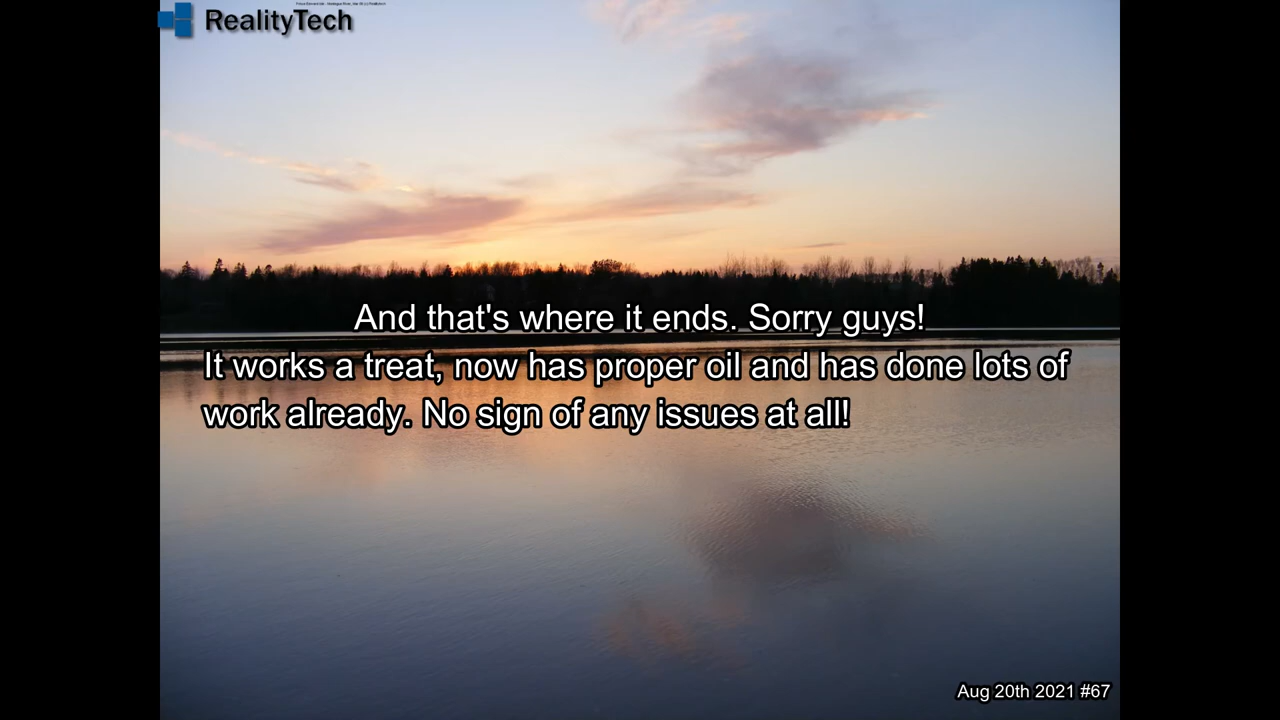 RealityTech
And that's where it ends. Sorry guys!
It works a treat, now has proper oil and has done lots of
work already. No sign of any issues at all!
Aug 20th 2021 #67